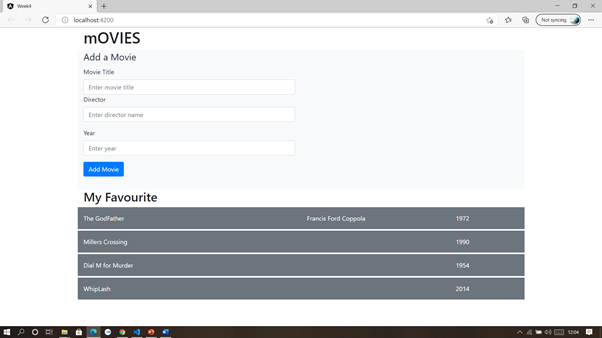 Week4
localhost:4200
Not syncing
mOVIES
Add a Movie
Movie Title
Enter movie title
Director
Enter director name
Year
Enter year
Add Movie
My Favourite
The GodFather Francis Ford Coppola 1972
Millers Crossing 1990
Dial M for Murder 1954
WhipLash 2014
12:04